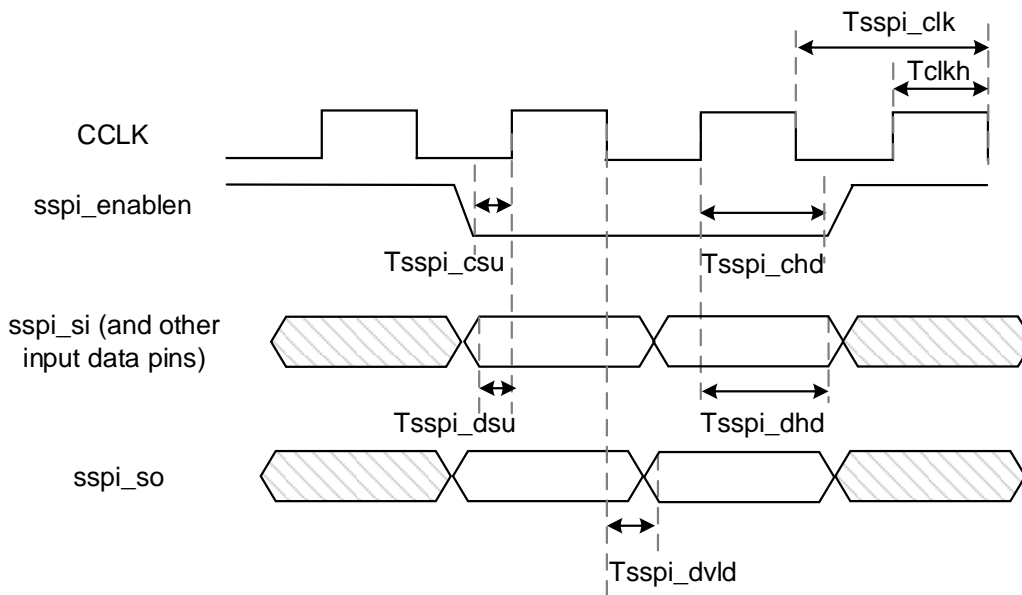 Tsspi_clk
Tclkh
CCLK
sspi_enablen
Tsspi_csu
Tsspi_chd
sspi_si (and other
input data pins)
Tsspi_dsu
Tsspi_dhd
sspi_so
Tsspi_dvld